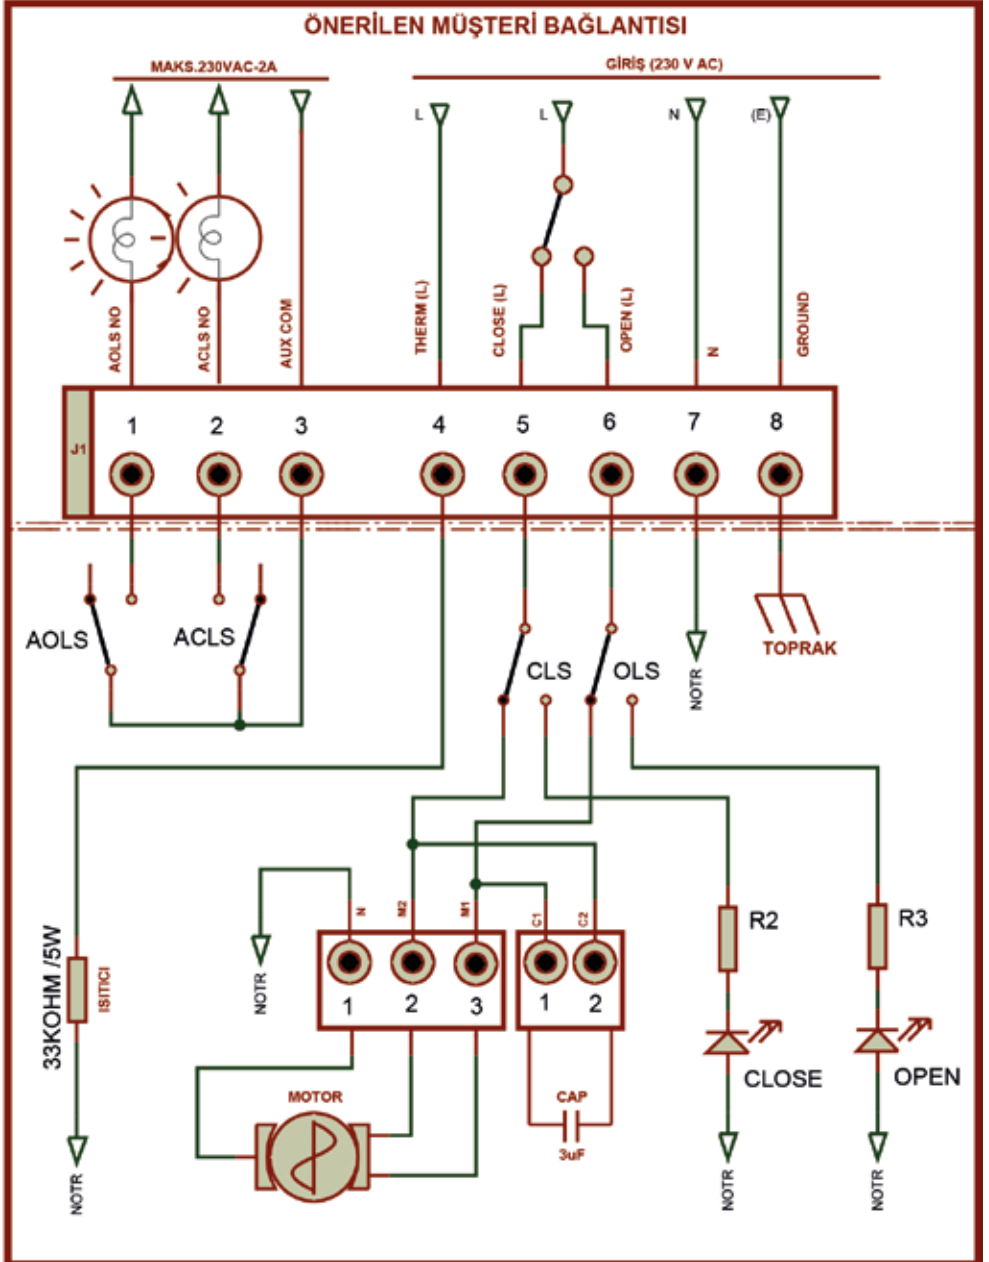 ÖNERİLEN MÜŞTERİ BAĞLANTISI
MAKS.230VAC-2A
GİRİŞ (230 V AC)
L
L
N
(E)
AOLS NO
ACLS NO
AUX COM
THERM (L)
CLOSE (L)
OPEN (L)
N
GROUND
J1
1
2
3
4
5
6
7
8
AOLS
ACLS
CLS
OLS
NOTR
TOPRAK
33KOHM /5W
ISITICI
NOTR
NOTR
N
M2
M1
C1
C2
1
2
3
1
2
MOTOR
CAP
3uF
R2
CLOSE
NOTR
R3
OPEN
NOTR